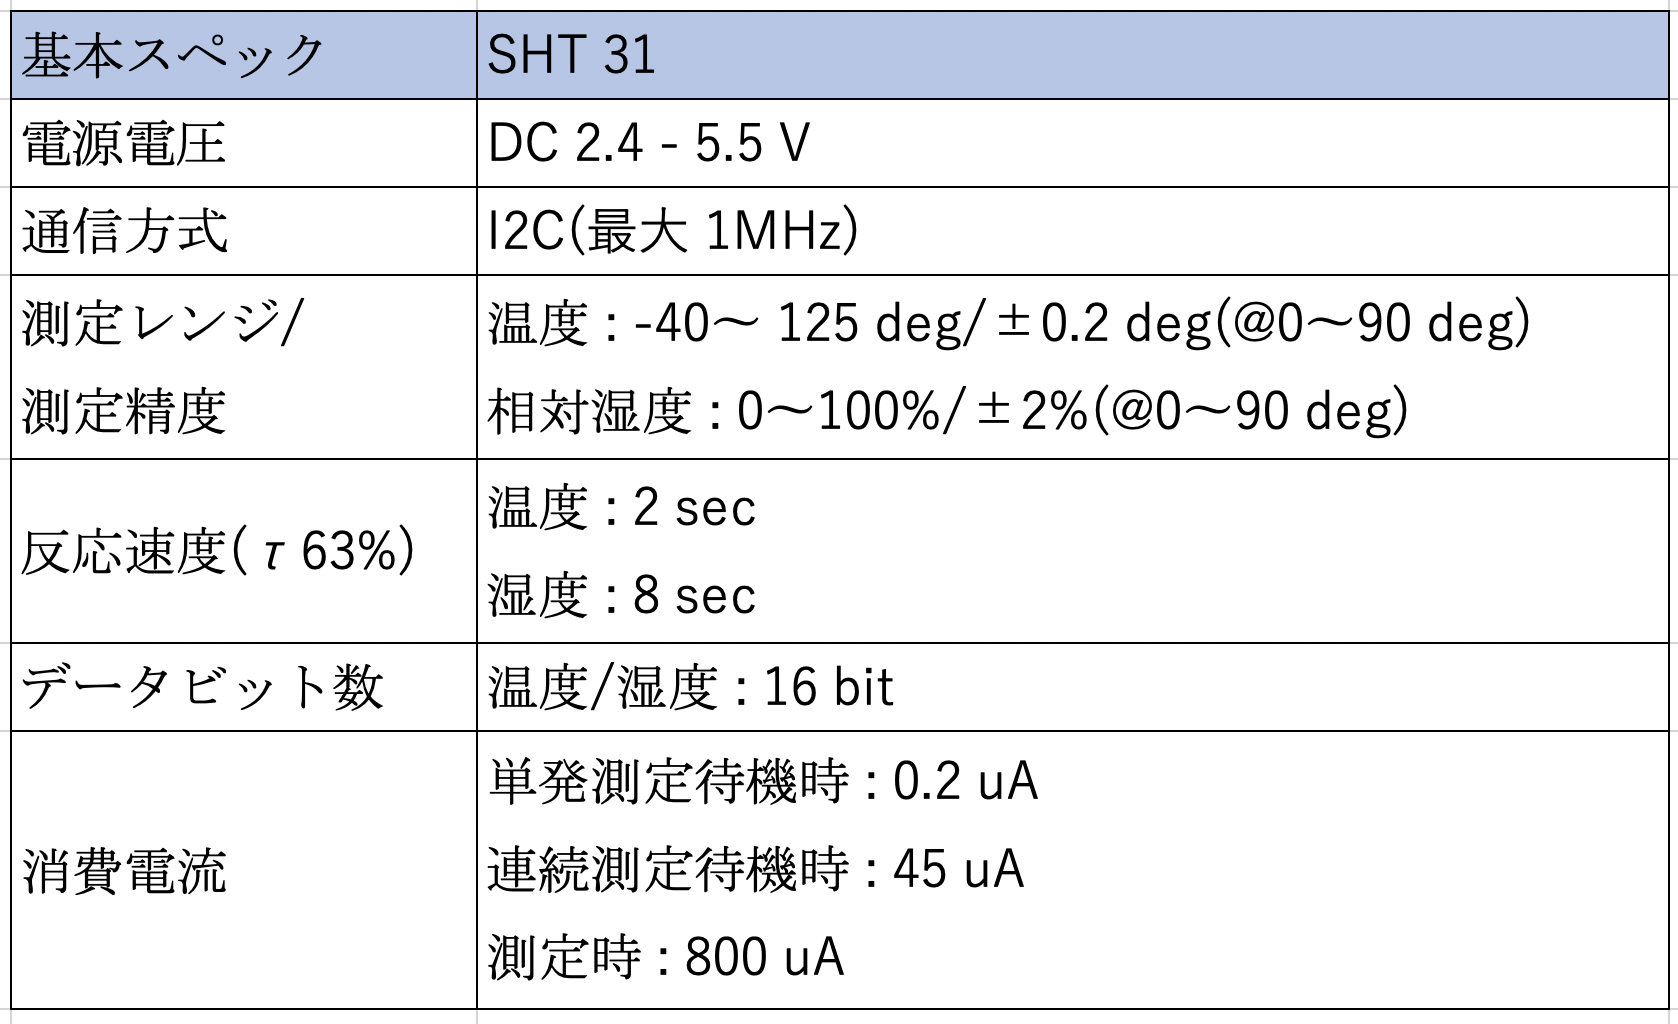 基本スペック
SHT 31
電源電圧
DC 2.4 - 5.5 V
通信方式
I2C(最大 1MHz)
測定レンジ/
測定精度
温度 : -40～ 125 deg/±0.2 deg(@0～90 deg)
相対湿度 : 0～100%/±2%(@0～90 deg)
反応速度( τ 63%)
温度 : 2 sec
湿度 : 8 sec
データビット数
温度/湿度 : 16 bit
消費電流
単発測定待機時 : 0.2 uA
連続測定待機時 : 45 uA
測定時 : 800 uA